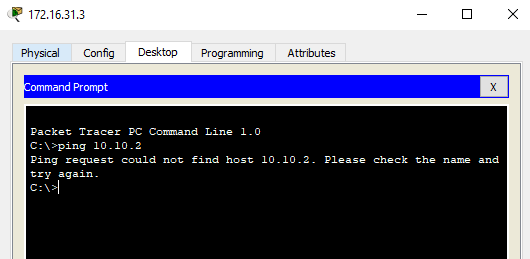 172.16.31.3
Physical Config Desktop Programming Attributes
Command Prompt X
Packet Tracer PC Command Line 1.0
C:\>ping 10.10.2
Ping request could not find host 10.10.2. Please check the name and
try again.
C:\>